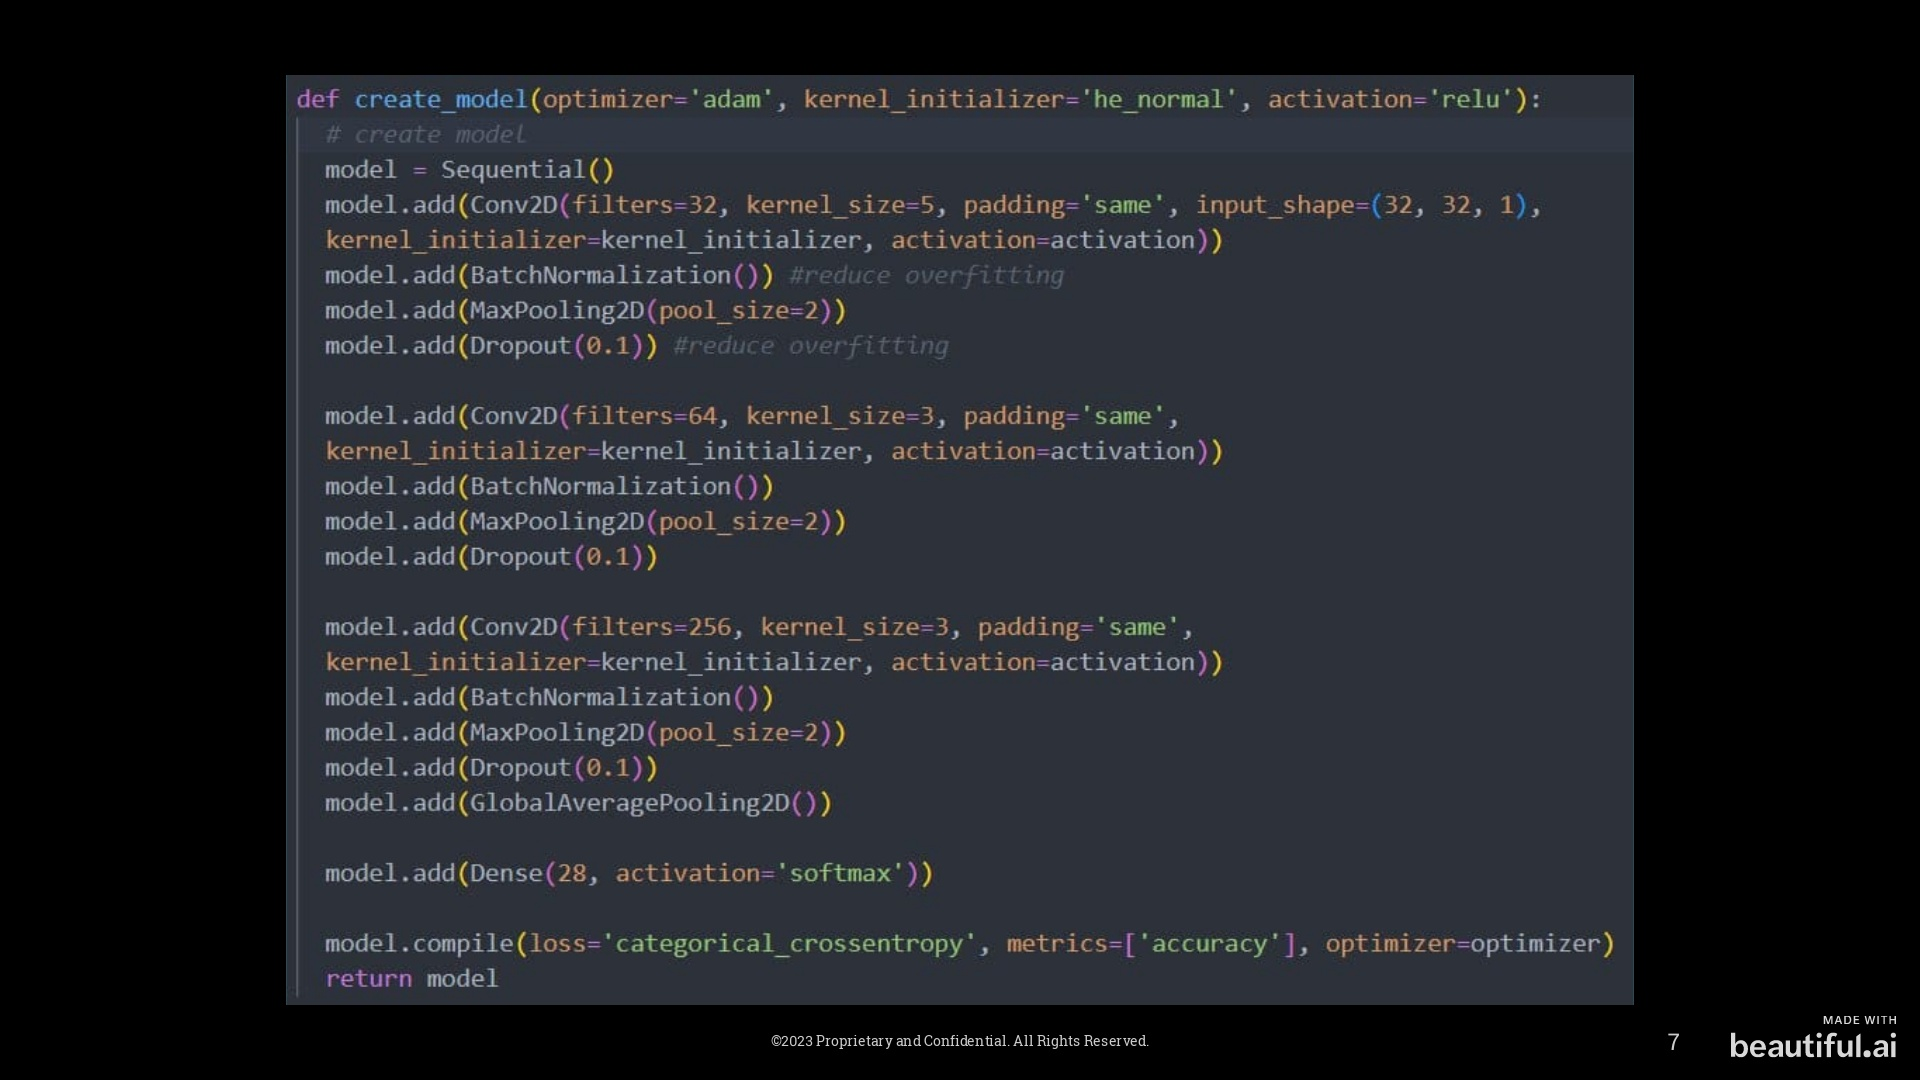 def create_model(optimizer='adam', kernel_initializer='he_normal', activation='relu'):
# create model
model = Sequential()
model.add(Conv2D(filters=32, kernel_size=5, padding='same', input_shape=(32, 32, 1),
kernel_initializer=kernel_initializer, activation=activation))
model.add(BatchNormalization()) #reduce overfitting
model.add(MaxPooling2D(pool_size=2))
model.add(Dropout(0.1)) #reduce overfitting
model.add(Conv2D(filters=64, kernel_size=3, padding='same',
kernel_initializer=kernel_initializer, activation=activation))
model.add(BatchNormalization())
model.add(MaxPooling2D(pool_size=2))
model.add(Dropout(0.1))
model.add(Conv2D(filters=256, kernel_size=3, padding='same',
kernel_initializer=kernel_initializer, activation=activation))
model.add(BatchNormalization())
model.add(MaxPooling2D(pool_size=2))
model.add(Dropout(0.1))
model.add(GlobalAveragePooling2D())
model.add(Dense(28, activation='softmax'))
model.compile(loss='categorical_crossentropy', metrics=['accuracy'], optimizer=optimizer)
return model
©2023 Proprietary and Confidential. All Rights Reserved.
7
MADE WITH
beautiful.ai